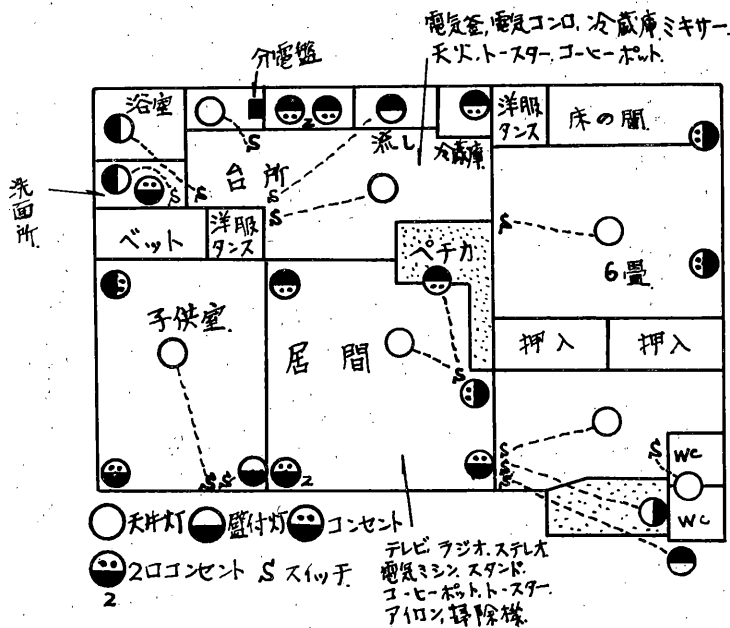 電気釜,電気コンロ,冷蔵庫.ミキサー.
天火.トースター.コーヒーポット.
介電盤
浴室
2
流し
冷蔵庫
洋服
タンス
床の間
台所
S
S
S
S
S
洗面所
ベット
洋服
タンス
ペチカ
S
6畳
子供室
居間
押入
押入
S
S
S
S
S
S
S
S
WC
WC
2
天井灯
壁付灯
コンセント
2口コンセント
S スイッチ
2
テレビ.ラジオ.ステレオ
電気ミシン.スタンド.
コーヒーポット.トースター.
アイロン,掃除機.